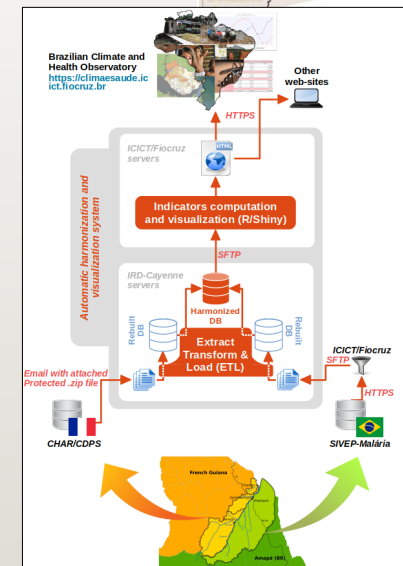 Brazilian Climate and
Health Observatory
https://climaesaude.ic
ict.fiocruz.br
Other
web-sites
HTTPS
ICICT/Fiocruz
servers
HTML
Indicators computation
and visualization (R/Shiny)
Automatic harmonization and
visualization system
SFTP
IRD-Cayenne
servers
Harmonized
DB
Rebuilt
DB
Rebuilt
DB
Extract
Transform &
Load (ETL)
ICICT/Fiocruz
SFTP
Email with attached
Protected .zip file
HTTPS
CHAR/CDPS
SIVEP-Malária
French Guiana
Amapá (BR)